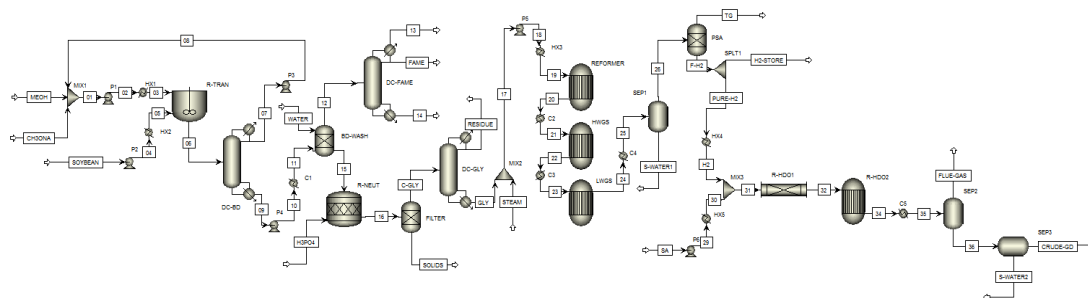 TG
PSA
08
P5
18
13
SPLT1
H2-STORE
HX3
26
F-H2
MIX1
P1
HX1
R-TRAN
P3
DC-FAME
FAME
REFORMER
MEOH
01
02
03
19
17
SEP1
PURE-H2
05
12
20
RESIDUE
07
WATER
14
C2
HWGS
HX2
25
HX4
CH3ONA
P2
04
BD-WASH
21
C4
S-WATER1
FLUE-GAS
06
11
DC-GLY
MIX2
22
H2
SOYBEAN
C1
15
C-GLY
C3
LWGS
24
MIX3
R-HDO1
R-HDO2
SEP2
R-NEUT
23
31
32
DC-BD
09
P4
10
16
FILTER
GLY
STEAM
30
HX5
34
C5
35
SEP3
H3PO4
P6
36
CRUDE-GD
SA
29
SOLIDS
S-WATER2